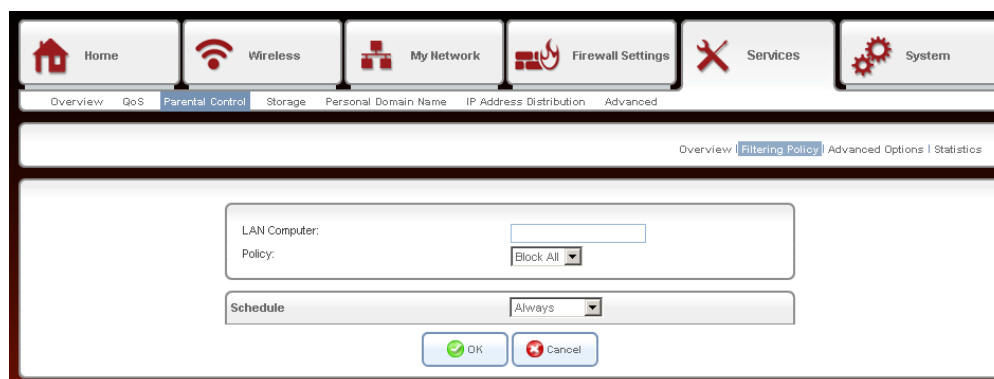 Home Wireless My Network Firewall Settings Services System
Overview QoS Parental Control Storage Personal Domain Name IP Address Distribution Advanced
Overview | Filtering Policy | Advanced Options | Statistics
LAN Computer:
Policy: Block All
Schedule Always
OK Cancel